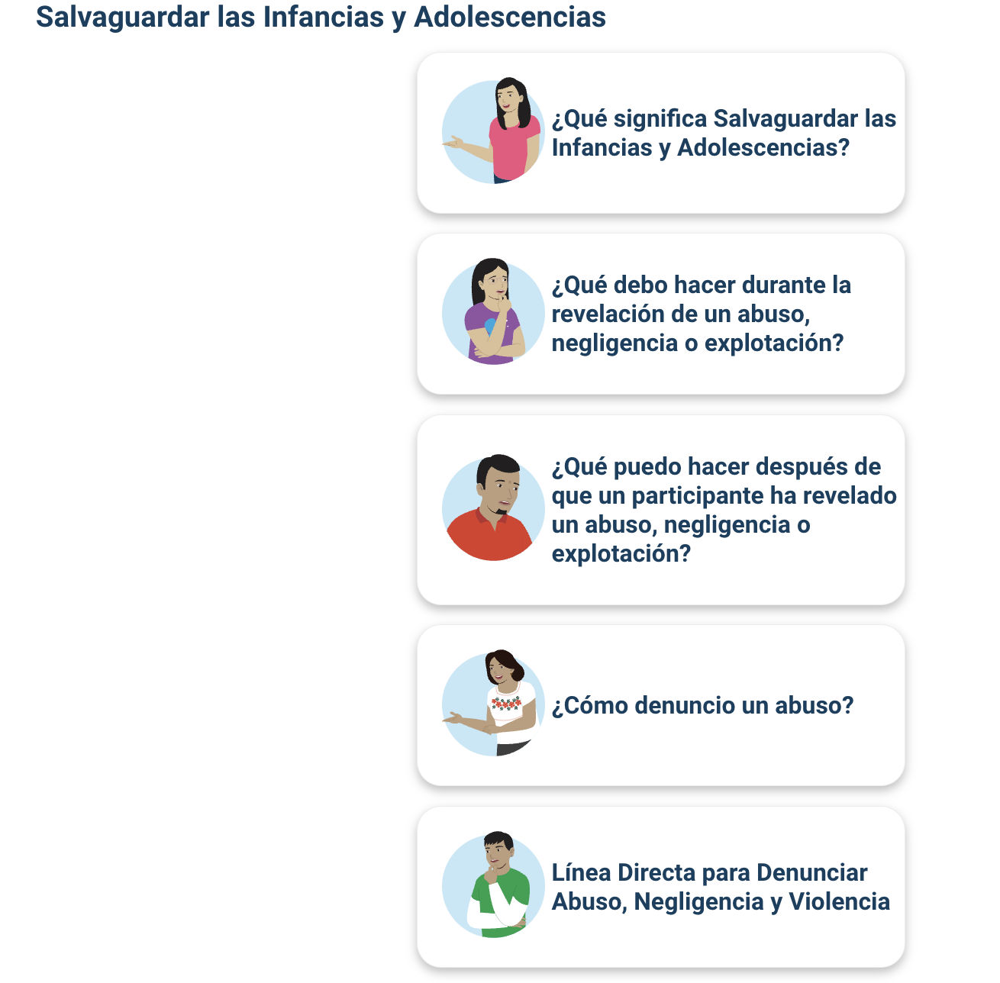 Salvaguardar las Infancias y Adolescencias
¿Qué significa Salvaguardar las
Infancias y Adolescencias?
¿Qué debo hacer durante la
revelación de un abuso,
negligencia o explotación?
¿Qué puedo hacer después de
que un participante ha revelado
un abuso, negligencia o
explotación?
¿Cómo denuncio un abuso?
Línea Directa para Denunciar
Abuso, Negligencia y Violencia